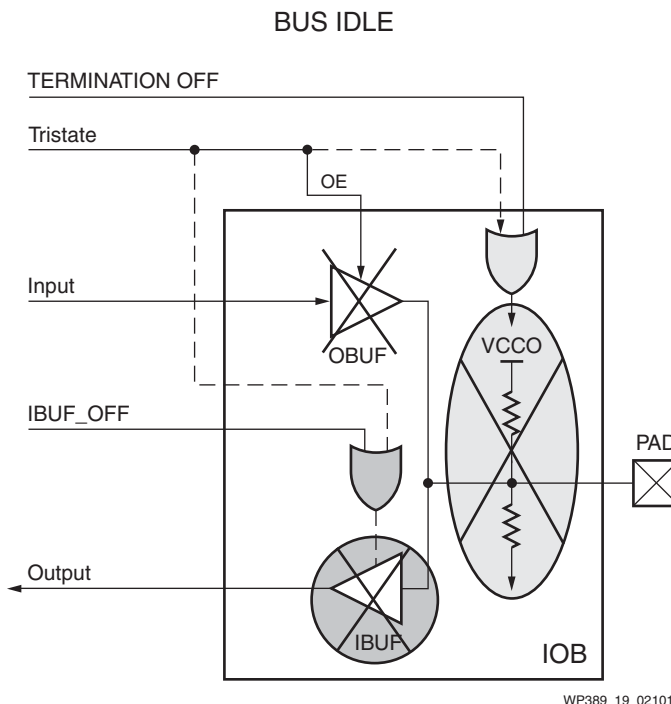 BUS IDLE
TERMINATION OFF
Tristate
OE
Input
OBUF
VCCO
IBUF_OFF
PAD
Output
IBUF
IOB
WP389_19_02101